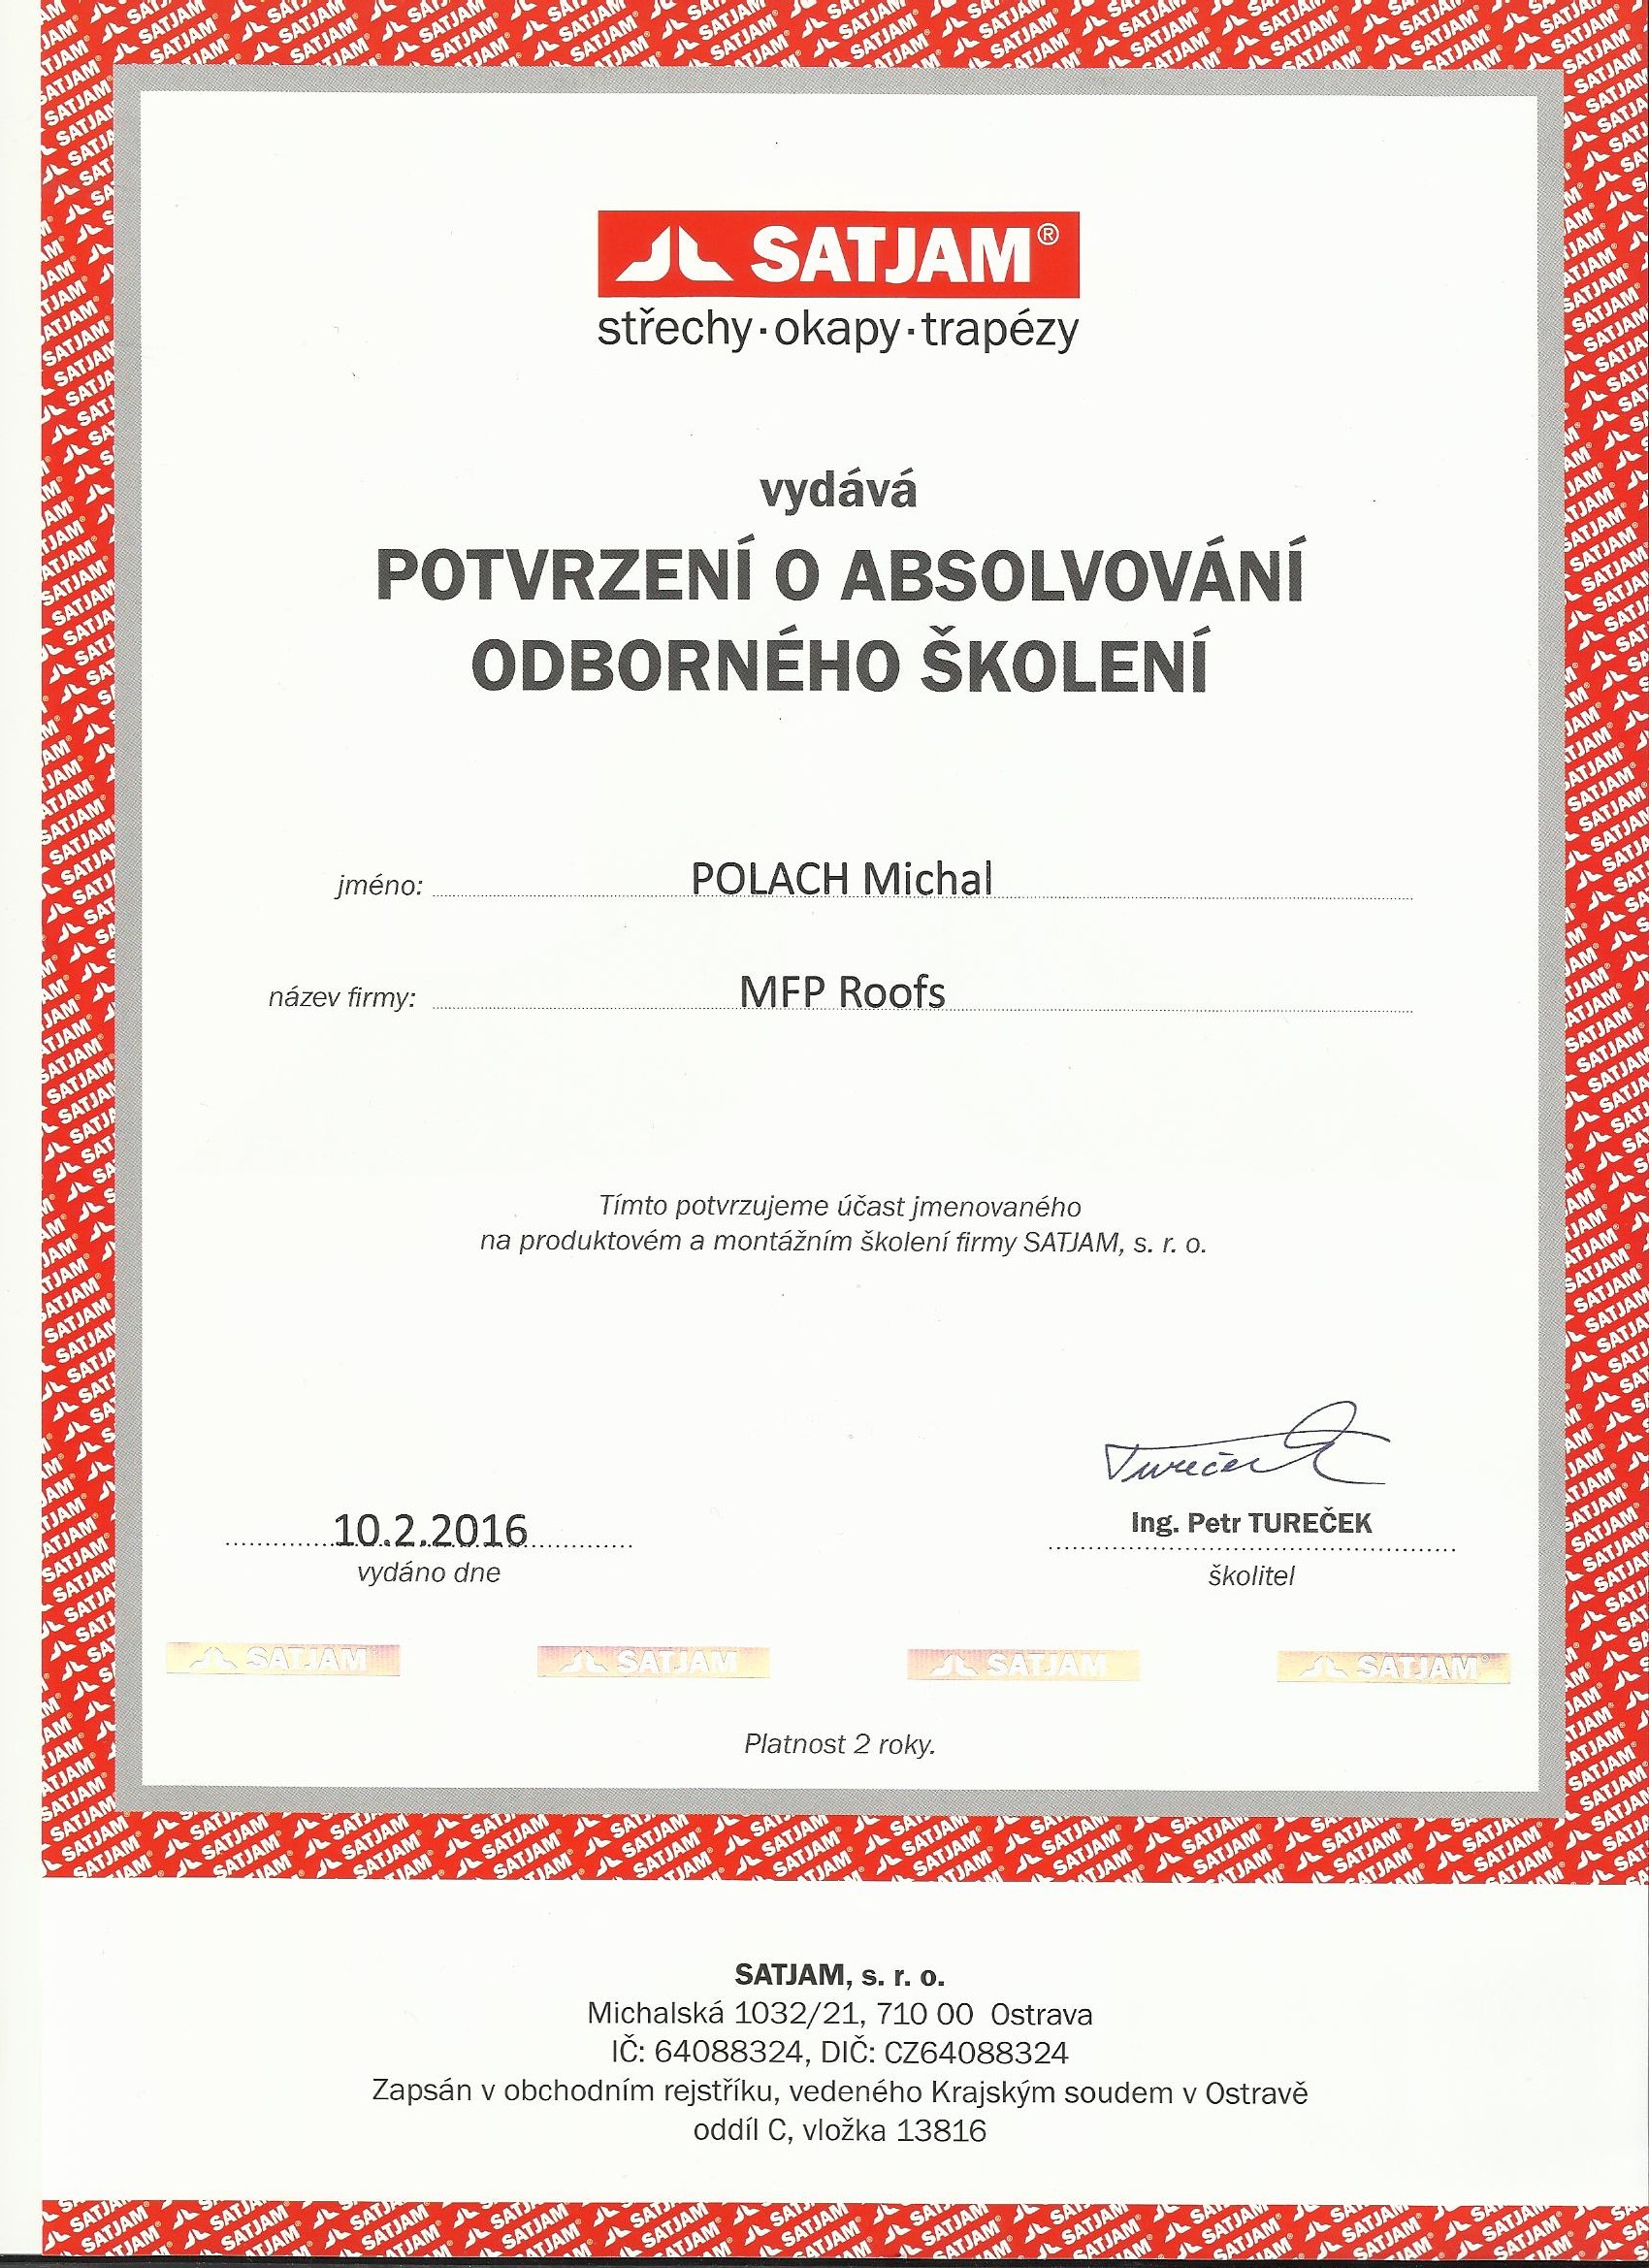 SATJAM®
střechy·okapy·trapézy
vydává
POTVRZENÍ O ABSOLVOVÁNÍ
ODBORNÉHO ŠKOLENÍ
jméno: POLACH Michal
název firmy: MFP Roofs
Tímto potvrzujeme účast jmenovaného
na produktovém a montážním školení firmy SATJAM, s. r. o.
Tureček
10.2.2016
vydáno dne
Ing. Petr TUREČEK
školitel
SATJAM SATJAM SATJAM SATJAM®
Platnost 2 roky.
SATJAM, s. r. o.
Michalská 1032/21, 710 00 Ostrava
IČ: 64088324, DIČ: CZ64088324
Zapsán v obchodním rejstříku, vedeného Krajským soudem v Ostravě
oddíl C, vložka 13816